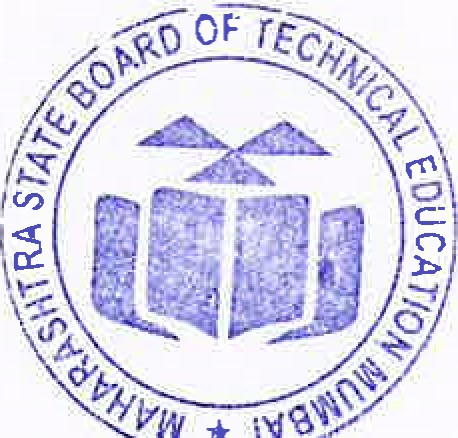 MAHARASHTRA STATE BOARD OF TECHNICAL EDUCATION MUMBAI